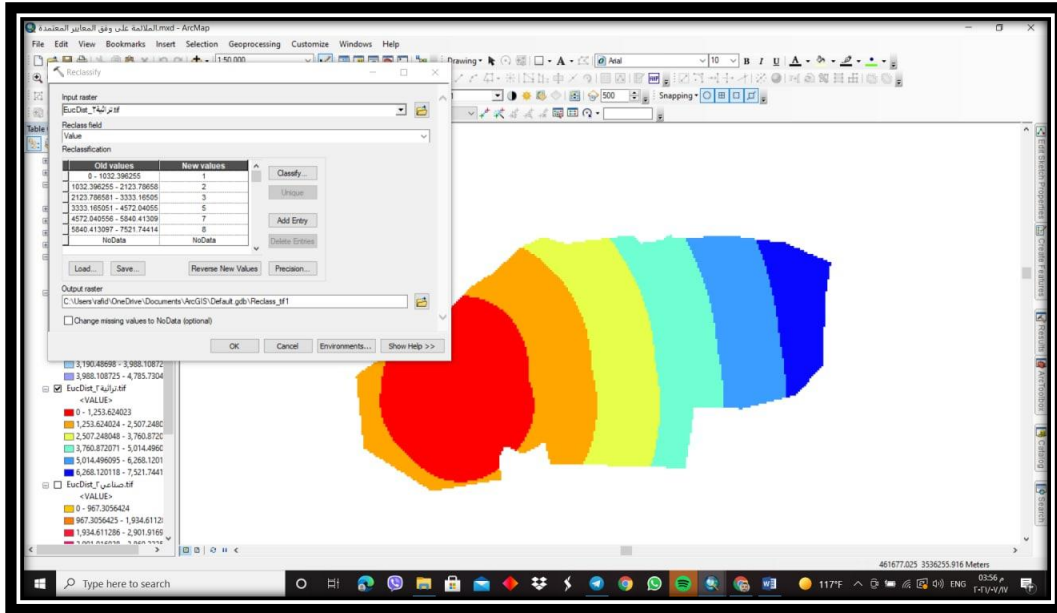 الملائمة على وفق المعايير المعتمدة.mxd - ArcMap
File Edit View Bookmarks Insert Selection Geoprocessing Customize Windows Help
1:50,000
Drawing
Arial
10
B I U A
500
Snapping
Reclassify
Input raster
EucDist_تراثية٢.tif
Reclass field
Value
Reclassification
Old values New values
0 - 1032.396255 1
1032.396255 - 2123.78658 2
2123.786581 - 3333.16505 3
3333.16505 - 4572.04055 5
4572.040556 - 5840.41309 7
5840.413097 - 7521.74414 8
NoData NoData
Classify...
Unique
Add Entry
Delete Entries
Load... Save... Reverse New Values Precision...
Output raster
C:\Users\rafid\OneDrive\Documents\ArcGIS\Default.gdb\Reclass_tif1
Change missing values to NoData (optional)
OK Cancel Environments... Show Help >>
Table
3,190.48698 - 3,988.10872
3,988.108725 - 4,785.7304
EucDist_تراثية٢.tif
<VALUE>
0 - 1,253.624023
1,253.624024 - 2,507.2480
2,507.248048 - 3,760.8720
3,760.872071 - 5,014.4960
5,014.496095 - 6,268.1201
6,268.120118 - 7,521.7441
EucDist_صناعي٢.tif
<VALUE>
0 - 967.3056424
967.3056425 - 1,934.6112
1,934.611286 - 2,901.9169
Edit Sketch Properties
Create Features
Results
ArcToolbox
Catalog
Search
461677.025 3536255.916 Meters
Type here to search
117°F
ENG
03:56 م
٢٠٢١/٠٧/١٧